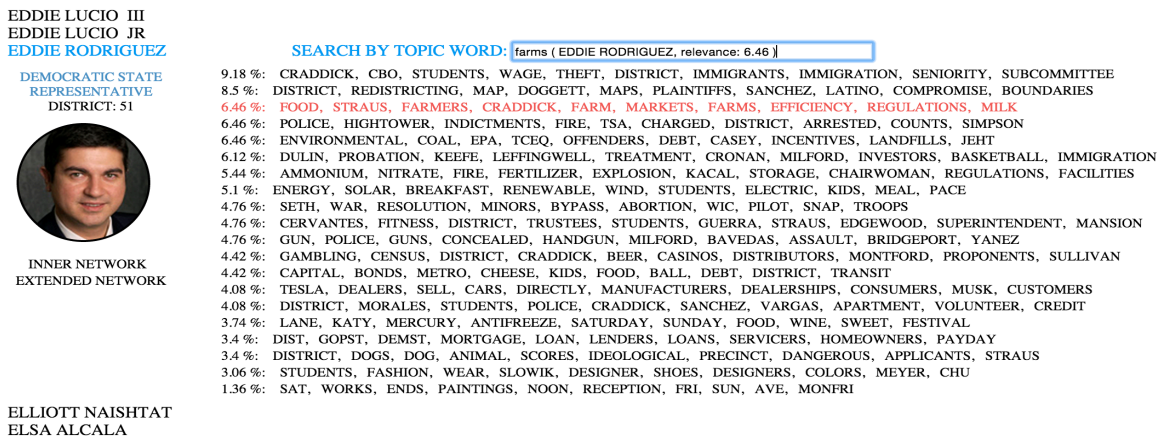 EDDIE LUCIO III
EDDIE LUCIO JR
EDDIE RODRIGUEZ
DEMOCRATIC STATE
REPRESENTATIVE
DISTRICT: 51
INNER NETWORK
EXTENDED NETWORK
SEARCH BY TOPIC WORD: farms ( EDDIE RODRIGUEZ, relevance: 6.46 )
9.18 %: CRADDICK, CBO, STUDENTS, WAGE, THEFT, DISTRICT, IMMIGRANTS, IMMIGRATION, SENIORITY, SUBCOMMITTEE
8.5 %: DISTRICT, REDISTRICTING, MAP, DOGGETT, MAPS, PLAINTIFFS, SANCHEZ, LATINO, COMPROMISE, BOUNDARIES
6.46 %: FOOD, STRAUS, FARMERS, CRADDICK, FARM, MARKETS, FARMS, EFFICIENCY, REGULATIONS, MILK
6.46 %: POLICE, HIGHTOWER, INDICTMENTS, FIRE, TSA, CHARGED, DISTRICT, ARRESTED, COUNTS, SIMPSON
6.46 %: ENVIRONMENTAL, COAL, EPA, TCEQ, OFFENDERS, DEBT, CASEY, INCENTIVES, LANDFILLS, JEHT
6.12 %: DULIN, PROBATION, KEEFE, LEFFINGWELL, TREATMENT, CRONAN, MILFORD, INVESTORS, BASKETBALL, IMMIGRATION
5.44 %: AMMONIUM, NITRATE, FIRE, FERTILIZER, EXPLOSION, KACAL, STORAGE, CHAIRWOMAN, REGULATIONS, FACILITIES
5.1 %: ENERGY, SOLAR, BREAKFAST, RENEWABLE, WIND, STUDENTS, ELECTRIC, KIDS, MEAL, PACE
4.76 %: SETH, WAR, RESOLUTION, MINORS, BYPASS, ABORTION, WIC, PILOT, SNAP, TROOPS
4.76 %: CERVANTES, FITNESS, DISTRICT, TRUSTEES, STUDENTS, GUERRA, STRAUS, EDGEWOOD, SUPERINTENDENT, MANSION
4.76 %: GUN, POLICE, GUNS, CONCEALED, HANDGUN, MILFORD, BAVEDAS, ASSAULT, BRIDGEPORT, YANEZ
4.42 %: GAMBLING, CENSUS, DISTRICT, CRADDICK, BEER, CASINOS, DISTRIBUTORS, MONTFORD, PROPONENTS, SULLIVAN
4.42 %: CAPITAL, BONDS, METRO, CHEESE, KIDS, FOOD, BALL, DEBT, DISTRICT, TRANSIT
4.08 %: TESLA, DEALERS, SELL, CARS, DIRECTLY, MANUFACTURERS, DEALERSHIPS, CONSUMERS, MUSK, CUSTOMERS
4.08 %: DISTRICT, MORALES, STUDENTS, POLICE, CRADDICK, SANCHEZ, VARGAS, APARTMENT, VOLUNTEER, CREDIT
3.74 %: LANE, KATY, MERCURY, ANTIFREEZE, SATURDAY, SUNDAY, FOOD, WINE, SWEET, FESTIVAL
3.4 %: DIST, GOPST, DEMST, MORTGAGE, LOAN, LENDERS, LOANS, SERVICERS, HOMEOWNERS, PAYDAY
3.4 %: DISTRICT, DOGS, DOG, ANIMAL, SCORES, IDEOLOGICAL, PRECINCT, DANGEROUS, APPLICANTS, STRAUS
3.06 %: STUDENTS, FASHION, WEAR, SLOWIK, DESIGNER, SHOES, DESIGNERS, COLORS, MEYER, CHU
1.36 %: SAT, WORKS, ENDS, PAINTINGS, NOON, RECEPTION, FRI, SUN, AVE, MONFRI
ELLIOTT NAISHTAT
ELSA ALCALA